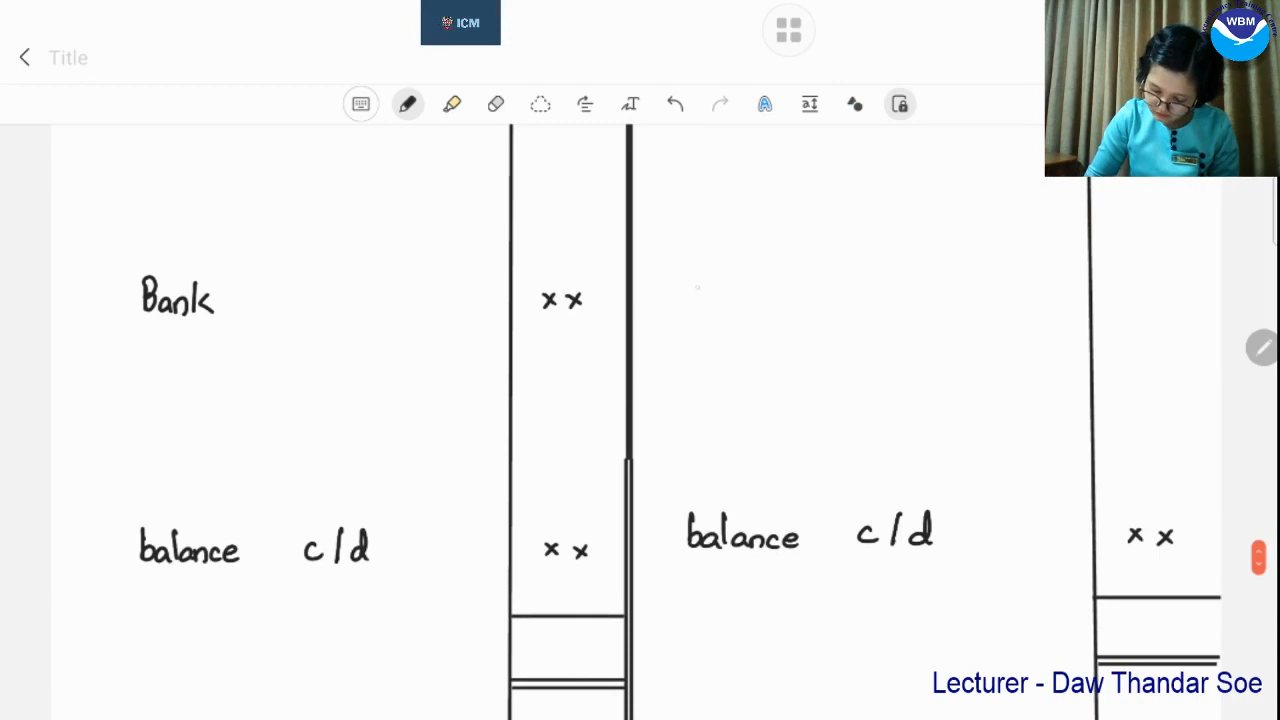 ICM
WBM
Title
Bank x x
balance c/d x x
balance c/d x x
Lecturer - Daw Thandar Soe